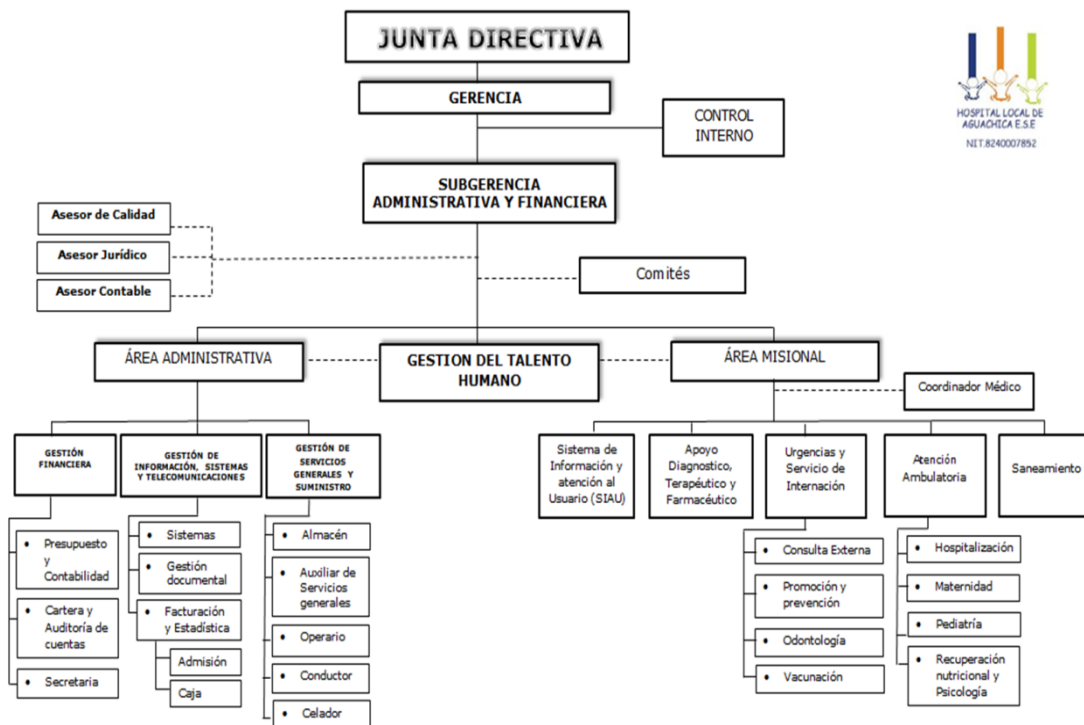 JUNTA DIRECTIVA
HOSPITAL LOCAL DE
AGUACHICA E.S.E
NIT.8240007852
GERENCIA
CONTROL
INTERNO
SUBGERENCIA
ADMINISTRATIVA Y FINANCIERA
Asesor de Calidad
Asesor Jurídico
Asesor Contable
Comités
ÁREA ADMINISTRATIVA
GESTION DEL TALENTO
HUMANO
ÁREA MISIONAL
Coordinador Médico
GESTIÓN
FINANCIERA
GESTIÓN DE
INFORMACIÓN, SISTEMAS
Y TELECOMUNICACIONES
GESTIÓN DE
SERVICIOS
GENERALES Y
SUMINISTRO
Sistema de
Información y
atención al
Usuario (SIAU)
Apoyo
Diagnostico,
Terapéutico y
Farmacéutico
Urgencias y
Servicio de
Internación
Atención
Ambulatoria
Saneamiento
• Presupuesto
y
Contabilidad
• Cartera y
Auditoría de
cuentas
• Secretaria
• Sistemas
• Gestión
documental
• Facturación
y Estadística
Admisión
Caja
• Almacén
• Auxiliar de
Servicios
generales
• Operario
• Conductor
• Celador
• Consulta Externa
• Promoción y
prevención
• Odontología
• Vacunación
• Hospitalización
• Maternidad
• Pediatría
• Recuperación
nutricional y
Psicología